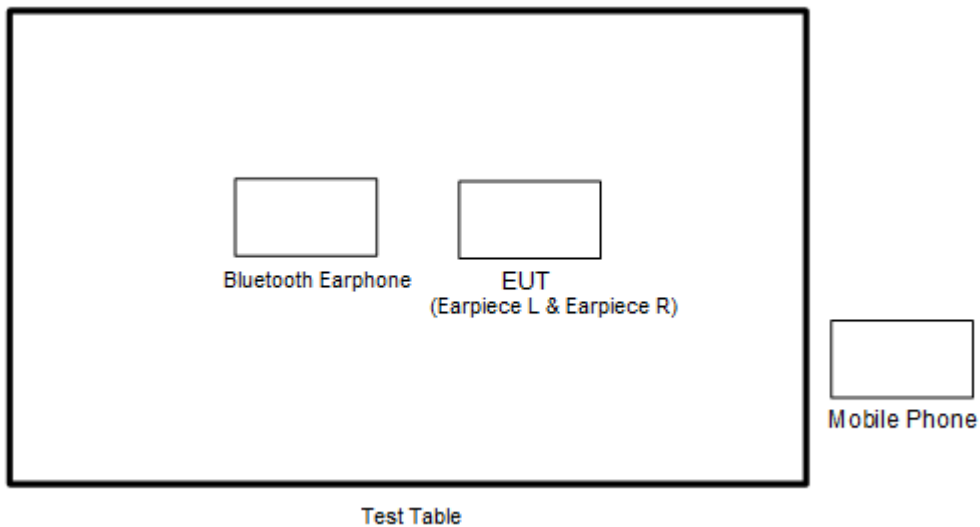 Bluetooth Earphone
EUT
(Earpiece L & Earpiece R)
Mobile Phone
Test Table